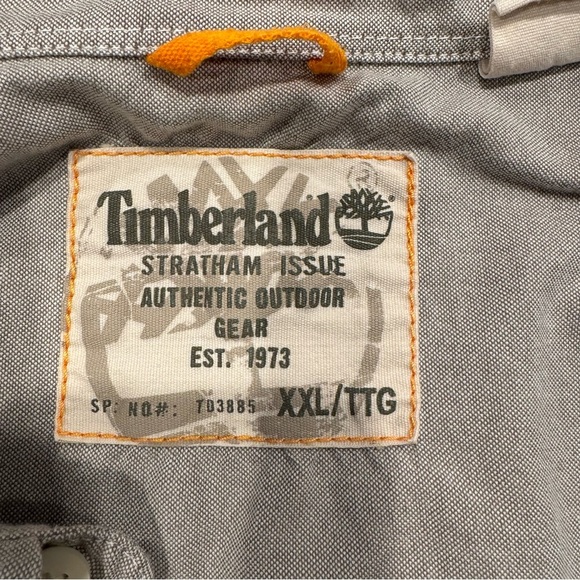 Timberland
STRATHAM ISSUE
AUTHENTIC OUTDOOR
GEAR
EST. 1973
SP: NO#: TD3885 XXL/TTG